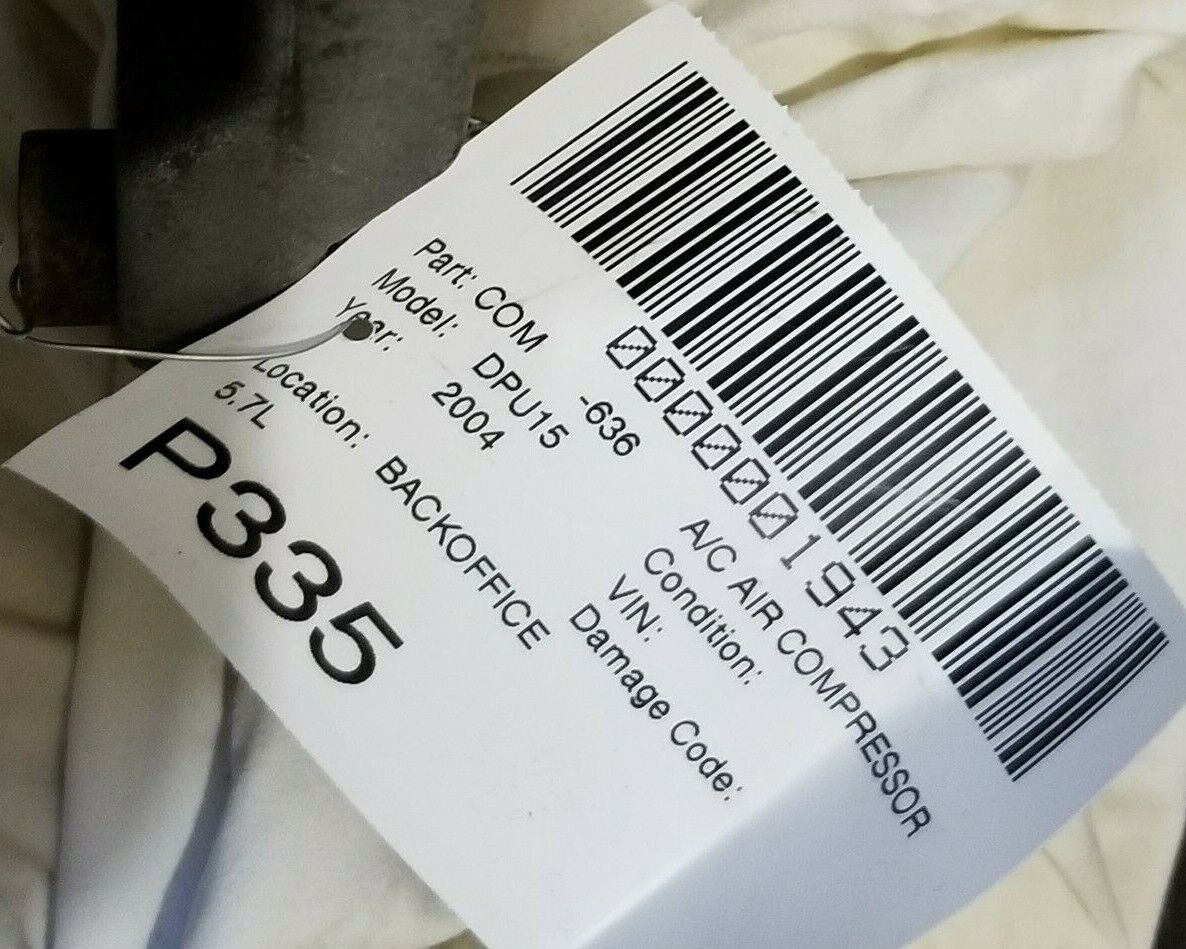 0000001943
Part: COM -636 A/C AIR COMPRESSOR
Model: DPU15 Condition:
Year: 2004 VIN:
Damage Code:
Location: BACKOFFICE
5.7L
P335